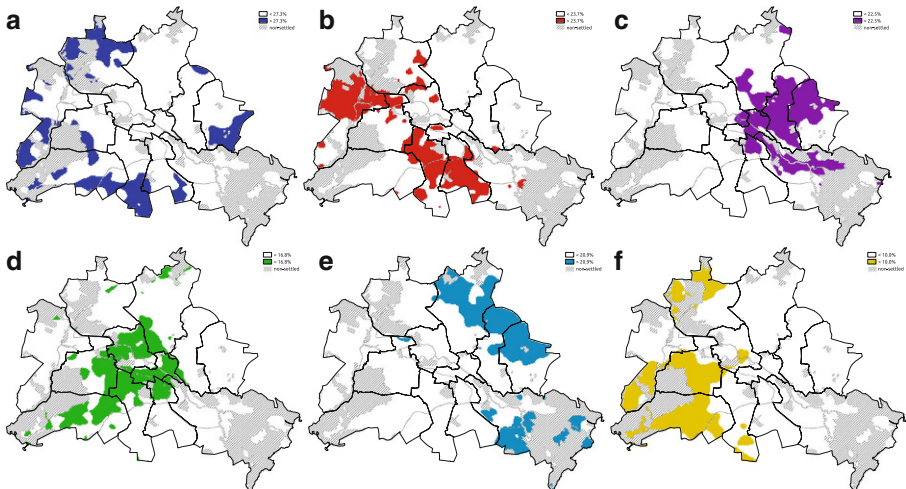 a
< 27.3%
> 27.3%
non-settled
b
< 23.7%
> 23.7%
non-settled
c
< 22.5%
> 22.5%
non-settled
d
< 16.8%
> 16.8%
non-settled
e
< 20.9%
> 20.9%
non-settled
f
< 10.0%
> 10.0%
non-settled